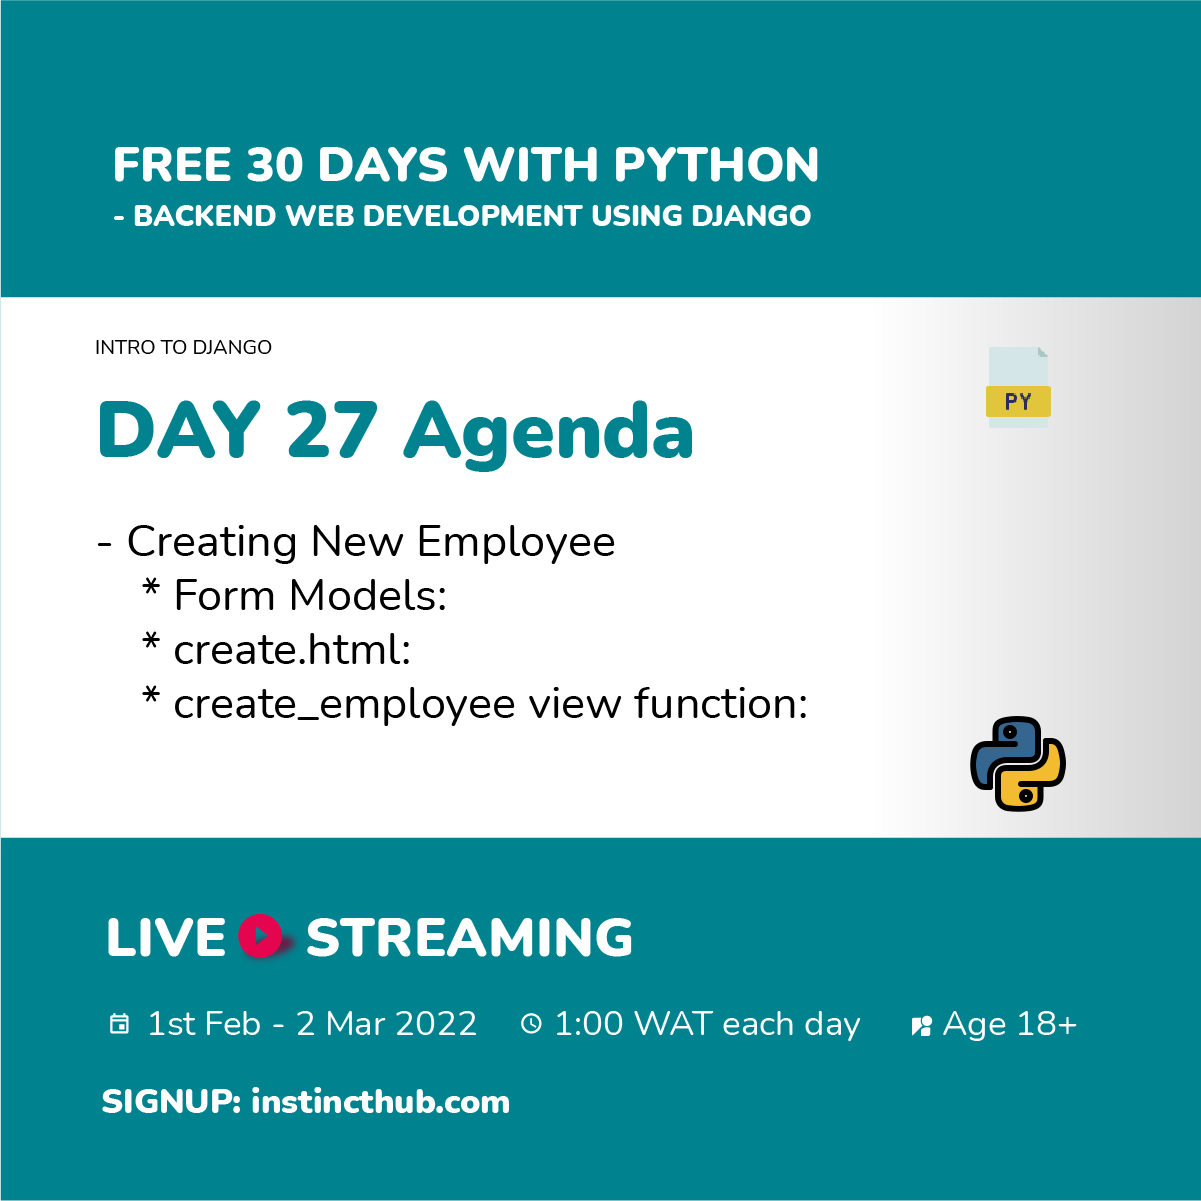 FREE 30 DAYS WITH PYTHON
- BACKEND WEB DEVELOPMENT USING DJANGO
INTRO TO DJANGO
PY
DAY 27 Agenda
- Creating New Employee
* Form Models:
* create.html:
* create_employee view function:
LIVE STREAMING
1st Feb - 2 Mar 2022 1:00 WAT each day Age 18+
SIGNUP: instincthub.com